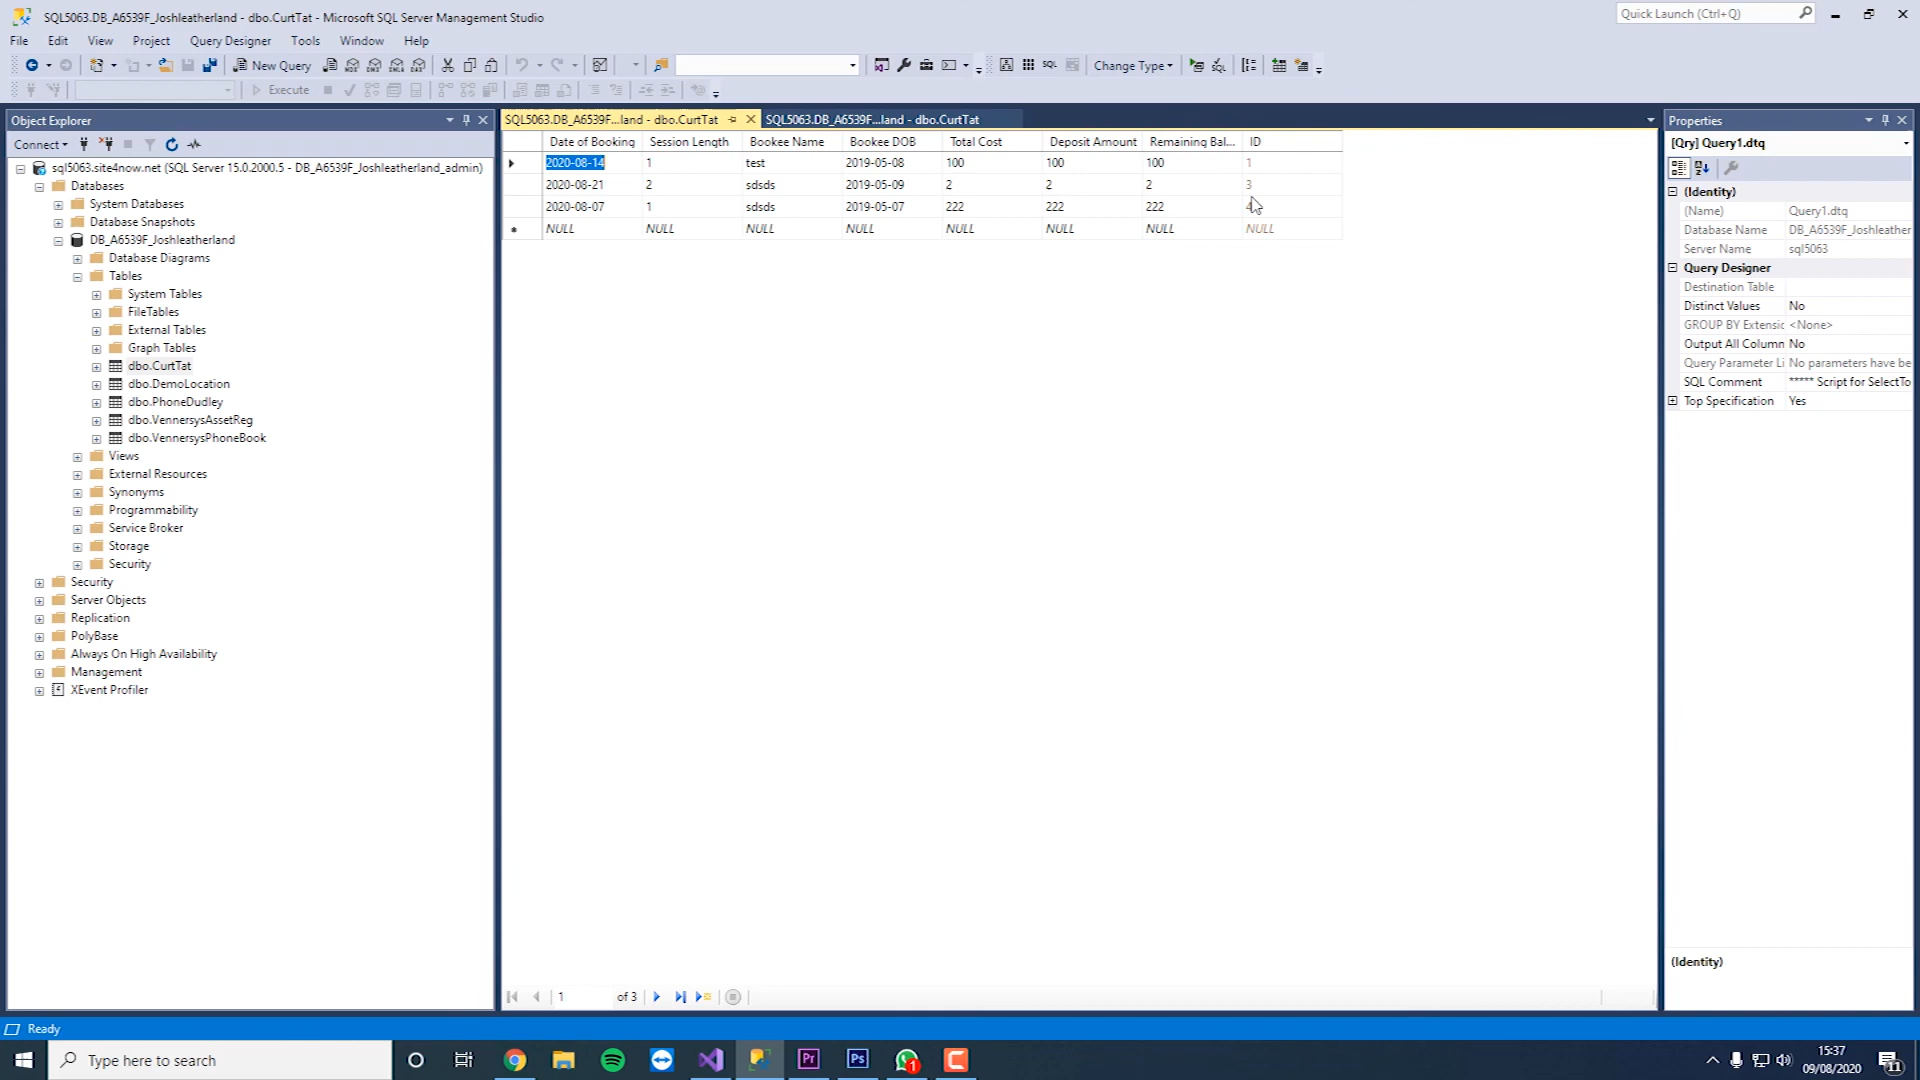 SQL5063.DB_A6539F_Joshleatherland - dbo.CurtTat - Microsoft SQL Server Management Studio
Quick Launch (Ctrl+Q)
File Edit View Project Query Designer Tools Window Help
New Query
Change Type
Execute
Object Explorer
Connect
sql5063.site4now.net (SQL Server 15.0.2000.5 - DB_A6539F_Joshleatherland_admin)
Databases
System Databases
Database Snapshots
DB_A6539F_Joshleatherland
Database Diagrams
Tables
System Tables
FileTables
External Tables
Graph Tables
dbo.CurtTat
dbo.DemoLocation
dbo.PhoneDudley
dbo.VennersysAssetReg
dbo.VennersysPhoneBook
Views
External Resources
Synonyms
Programmability
Service Broker
Storage
Security
Security
Server Objects
Replication
PolyBase
Always On High Availability
Management
XEvent Profiler
SQL5063.DB_A6539F...land - dbo.CurtTat
SQL5063.DB_A6539F...land - dbo.CurtTat
Date of Booking Session Length Bookee Name Bookee DOB Total Cost Deposit Amount Remaining Bal... ID
2020-08-14 1 test 2019-05-08 100 100 100 1
2020-08-21 2 sdsds 2019-05-09 2 2 2 3
2020-08-07 1 sdsds 2019-05-07 222 222 222
NULL NULL NULL NULL NULL NULL NULL NULL
1 of 3
Properties
[Qry] Query1.dtq
(Identity)
(Name) Query1.dtq
Database Name DB_A6539F_Joshleather
Server Name sql5063
Query Designer
Destination Table
Distinct Values No
GROUP BY Extensic <None>
Output All Column No
Query Parameter Li No parameters have be
SQL Comment ***** Script for SelectTo
Top Specification Yes
(Identity)
Ready
Type here to search
Pr
Ps
1
15:37
09/08/2020
11